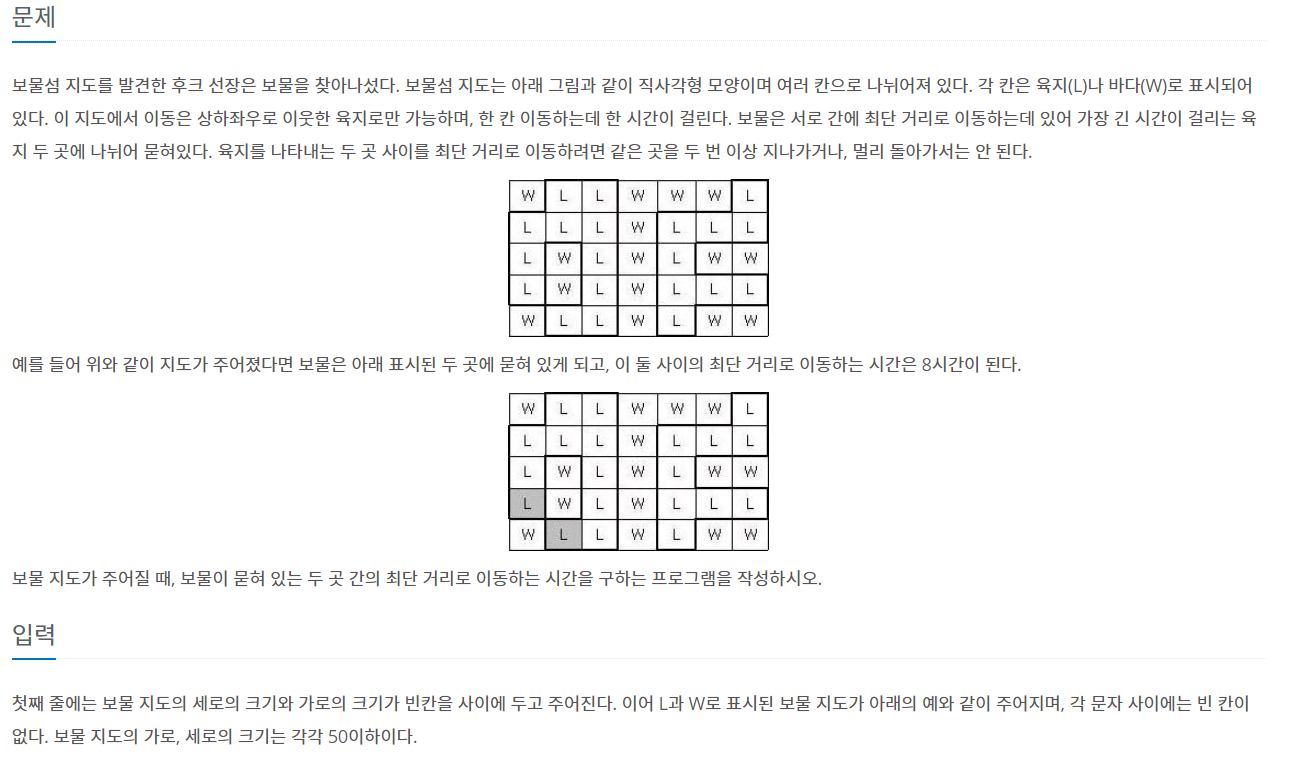 문제
보물섬 지도를 발견한 후크 선장은 보물을 찾아나섰다. 보물섬 지도는 아래 그림과 같이 직사각형 모양이며 여러 칸으로 나뉘어져 있다. 각 칸은 육지(L)나 바다(W)로 표시되어
있다. 이 지도에서 이동은 상하좌우로 이웃한 육지로만 가능하며, 한 칸 이동하는데 한 시간이 걸린다. 보물은 서로 간에 최단 거리로 이동하는데 있어 가장 긴 시간이 걸리는 육
지 두 곳에 나뉘어 묻혀있다. 육지를 나타내는 두 곳 사이를 최단 거리로 이동하려면 같은 곳을 두 번 이상 지나가거나, 멀리 돌아가서는 안 된다.
W L L W W W L
L L L W L L L
L W L W L W W
L W L W L L L
W L L W L W W
예를 들어 위와 같이 지도가 주어졌다면 보물은 아래 표시된 두 곳에 묻혀 있게 되고, 이 둘 사이의 최단 거리로 이동하는 시간은 8시간이 된다.
W L L W W W L
L L L W L L L
L W L W L W W
L W L W L L L
W L L W L W W
보물 지도가 주어질 때, 보물이 묻혀 있는 두 곳 간의 최단 거리로 이동하는 시간을 구하는 프로그램을 작성하시오.
입력
첫째 줄에는 보물 지도의 세로의 크기와 가로의 크기가 빈칸을 사이에 두고 주어진다. 이어 L과 W로 표시된 보물 지도가 아래의 예와 같이 주어지며, 각 문자 사이에는 빈 칸이
없다. 보물 지도의 가로, 세로의 크기는 각각 50이하이다.